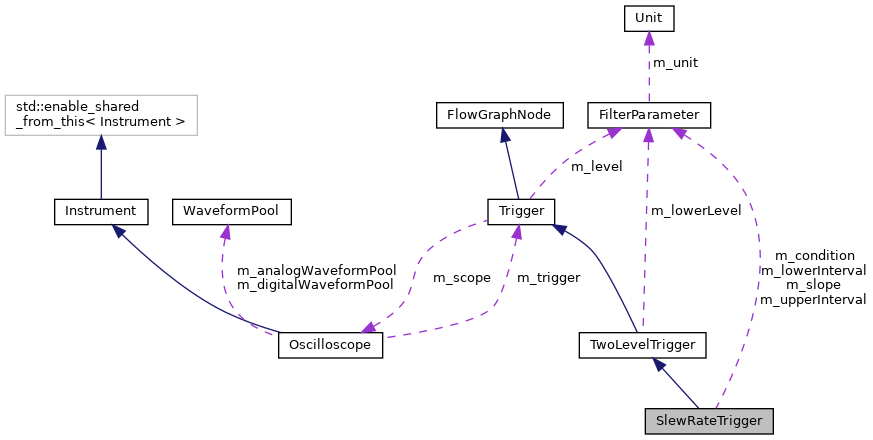 Unit
m_unit
std::enable_shared
_from_this< Instrument >
FlowGraphNode
FilterParameter
m_level
Instrument
WaveformPool
Trigger
m_lowerLevel
m_analogWaveformPool
m_digitalWaveformPool
m_scope
m_trigger
m_condition
m_lowerInterval
m_slope
m_upperInterval
Oscilloscope
TwoLevelTrigger
SlewRateTrigger